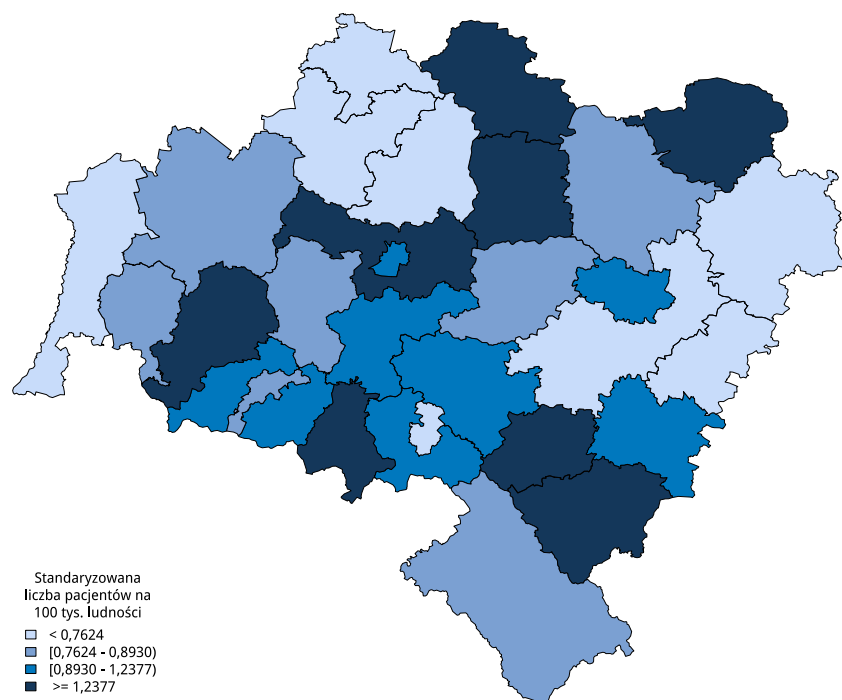 Standaryzowana
liczba pacjentów na
100 tys. ludności
< 0,7624
[0,7624 - 0,8930)
[0,8930 - 1,2377)
>= 1,2377